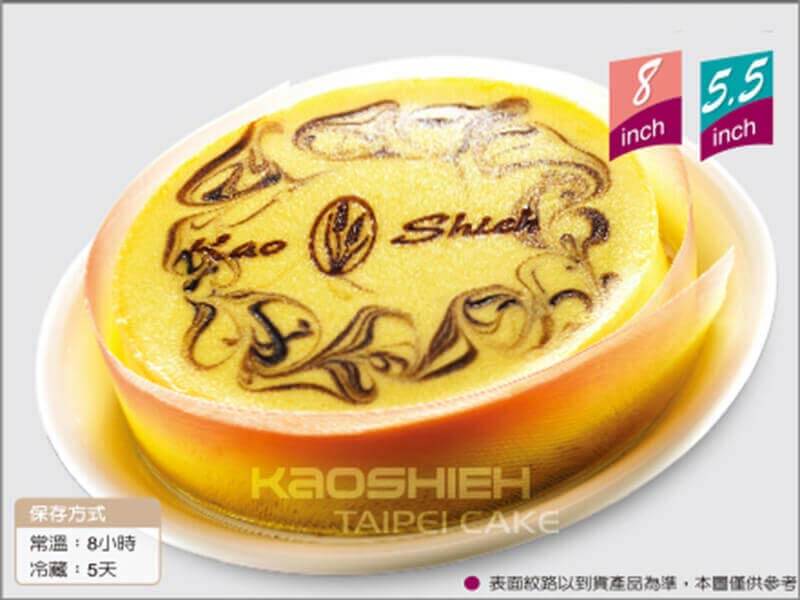 8
inch
5.5
inch
Kao Shieh
KAOSHIEH
TAIPEI CAKE
保存方式
常溫：8小時
冷藏：5天
● 表面紋路以到貨產品為準，本圖僅供參考